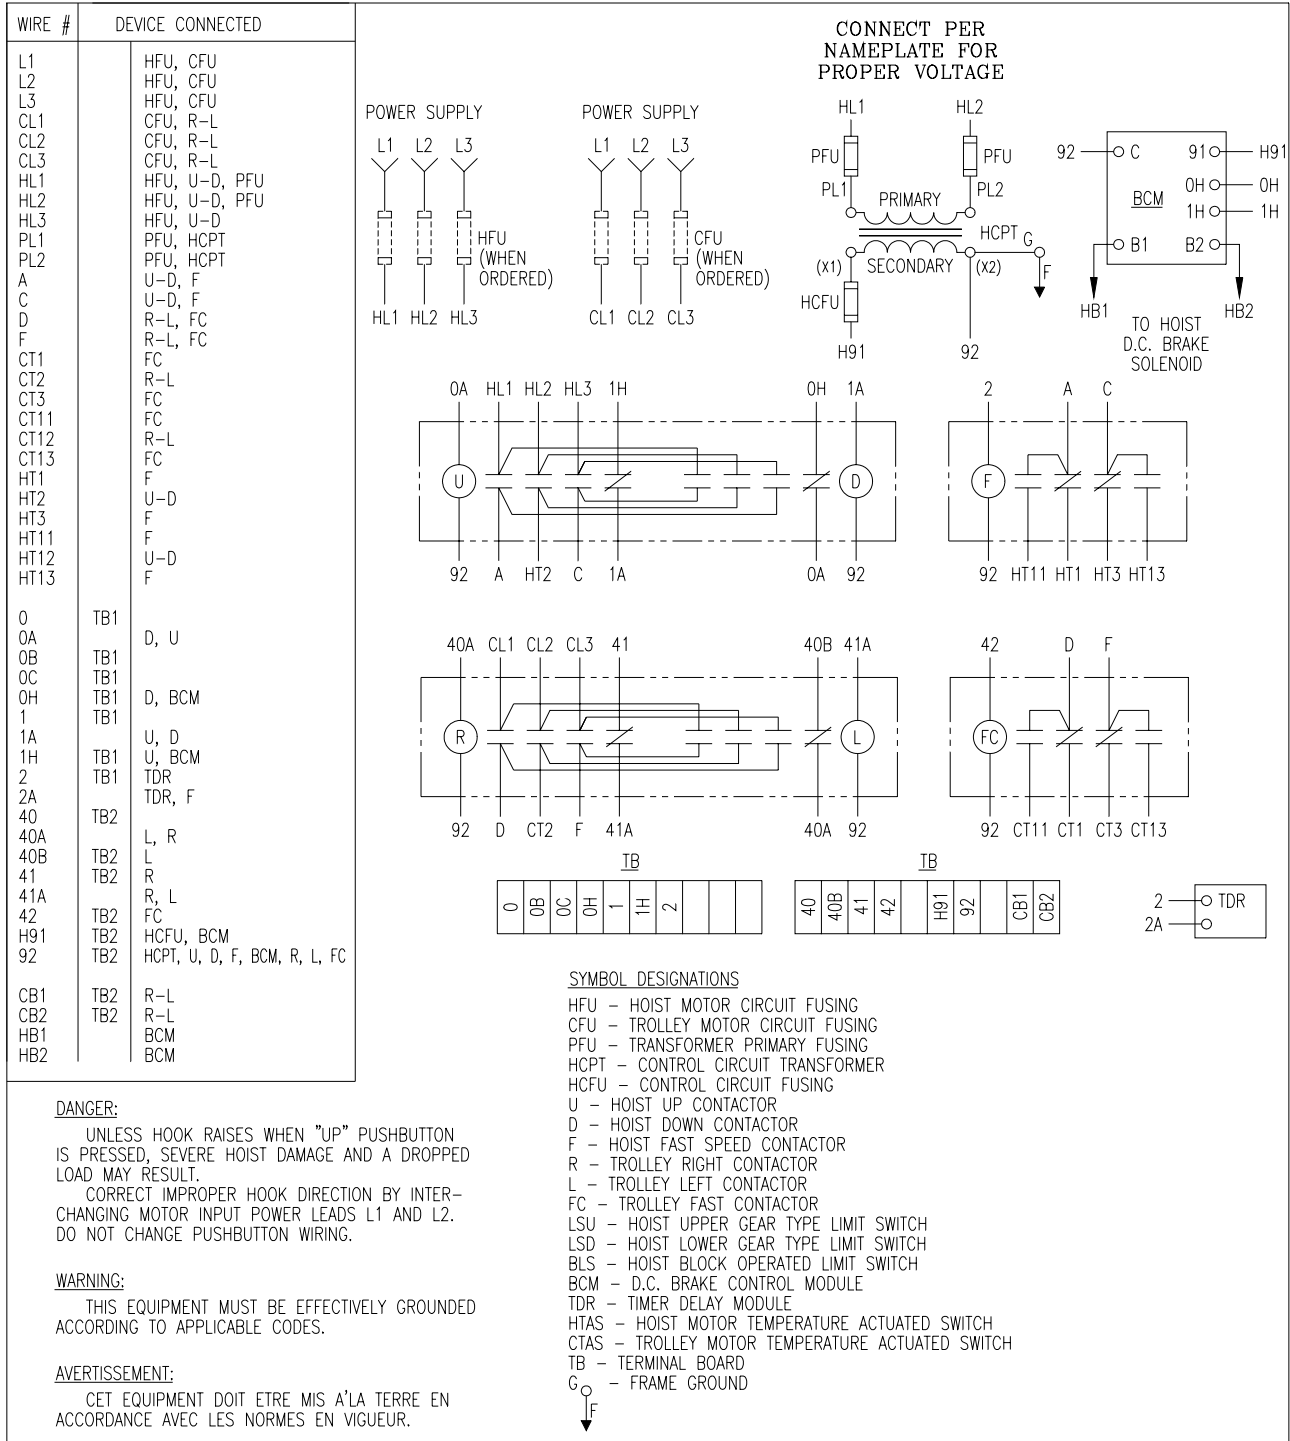 WIRE # DEVICE CONNECTED
L1 HFU, CFU
L2 HFU, CFU
L3 HFU, CFU
CL1 CFU, R-L
CL2 CFU, R-L
CL3 CFU, R-L
HL1 HFU, U-D, PFU
HL2 HFU, U-D, PFU
HL3 HFU, U-D
PL1 PFU, HCPT
PL2 PFU, HCPT
A U-D, F
C U-D, F
D R-L, FC
F R-L, FC
CT1 FC
CT2 R-L
CT3 FC
CT11 FC
CT12 R-L
CT13 FC
HT1 F
HT2 U-D
HT3 F
HT11 F
HT12 U-D
HT13 F
0 TB1
0A D, U
0B TB1
0C TB1
0H TB1 D, BCM
1 TB1
1A U, D
1H TB1 U, BCM
2 TB1 TDR
2A TDR, F
40 TB2
40A L, R
40B TB2 L
41 TB2 R
41A R, L
42 TB2 FC
H91 TB2 HCFU, BCM
92 TB2 HCPT, U, D, F, BCM, R, L, FC
CB1 TB2 R-L
CB2 TB2 R-L
HB1 BCM
HB2 BCM
DANGER:
UNLESS HOOK RAISES WHEN "UP" PUSHBUTTON
IS PRESSED, SEVERE HOIST DAMAGE AND A DROPPED
LOAD MAY RESULT.
CORRECT IMPROPER HOOK DIRECTION BY INTER-
CHANGING MOTOR INPUT POWER LEADS L1 AND L2.
DO NOT CHANGE PUSHBUTTON WIRING.
WARNING:
THIS EQUIPMENT MUST BE EFFECTIVELY GROUNDED
ACCORDING TO APPLICABLE CODES.
AVERTISSEMENT:
CET EQUIPMENT DOIT ETRE MIS A'LA TERRE EN
ACCORDANCE AVEC LES NORMES EN VIGUEUR.
POWER SUPPLY
L1 L2 L3
HFU
(WHEN
ORDERED)
HL1 HL2 HL3
POWER SUPPLY
L1 L2 L3
CFU
(WHEN
ORDERED)
CL1 CL2 CL3
CONNECT PER
NAMEPLATE FOR
PROPER VOLTAGE
HL1 HL2
PFU PFU
PL1 PL2
PRIMARY
HCPT G
SECONDARY
(X1) (X2) F
HCFU
H91 92
92 C 91 H91
0H 0H
BCM
1H 1H
B1 B2
HB1 HB2
TO HOIST
D.C. BRAKE
SOLENOID
0A HL1 HL2 HL3 1H 0H 1A
U D
92 A HT2 C 1A 0A 92
2 A C
F
92 HT11 HT1 HT3 HT13
40A CL1 CL2 CL3 41 40B 41A
R L
92 D CT2 F 41A 40A 92
42 D F
FC
92 CT11 CT1 CT3 CT13
TB
0 0B 0C 0H 1 1H 2
TB
40 40B 41 42 H91 92 CB1 CB2
2 TDR
2A
SYMBOL DESIGNATIONS
HFU - HOIST MOTOR CIRCUIT FUSING
CFU - TROLLEY MOTOR CIRCUIT FUSING
PFU - TRANSFORMER PRIMARY FUSING
HCPT - CONTROL CIRCUIT TRANSFORMER
HCFU - CONTROL CIRCUIT FUSING
U - HOIST UP CONTACTOR
D - HOIST DOWN CONTACTOR
F - HOIST FAST SPEED CONTACTOR
R - TROLLEY RIGHT CONTACTOR
L - TROLLEY LEFT CONTACTOR
FC - TROLLEY FAST CONTACTOR
LSU - HOIST UPPER GEAR TYPE LIMIT SWITCH
LSD - HOIST LOWER GEAR TYPE LIMIT SWITCH
BLS - HOIST BLOCK OPERATED LIMIT SWITCH
BCM - D.C. BRAKE CONTROL MODULE
TDR - TIMER DELAY MODULE
HTAS - HOIST MOTOR TEMPERATURE ACTUATED SWITCH
CTAS - TROLLEY MOTOR TEMPERATURE ACTUATED SWITCH
TB - TERMINAL BOARD
G - FRAME GROUND
F